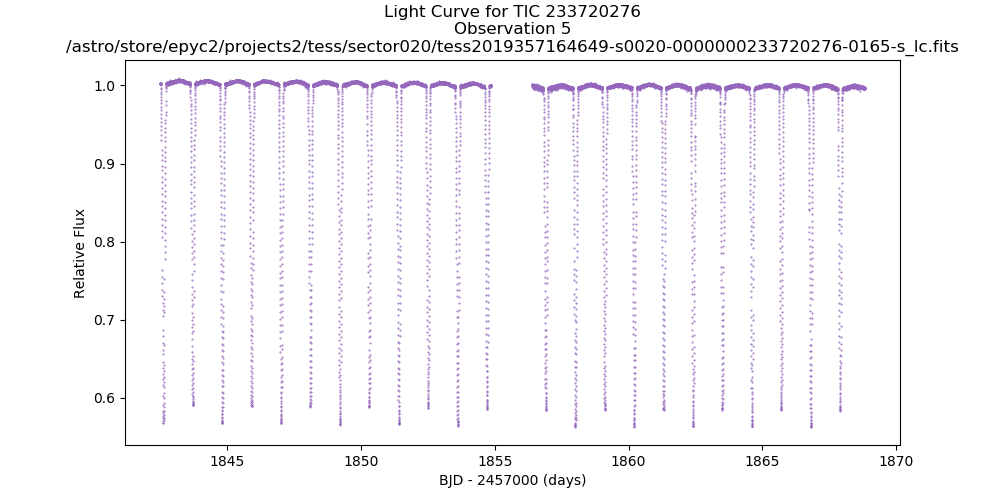 Light Curve for TIC 233720276
Observation 5
/astro/store/epyc2/projects2/tess/sector020/tess2019357164649-s0020-0000000233720276-0165-s_lc.fits
1.0
0.9
0.8
0.7
0.6
Relative Flux
1845 1850 1855 1860 1865 1870
BJD - 2457000 (days)